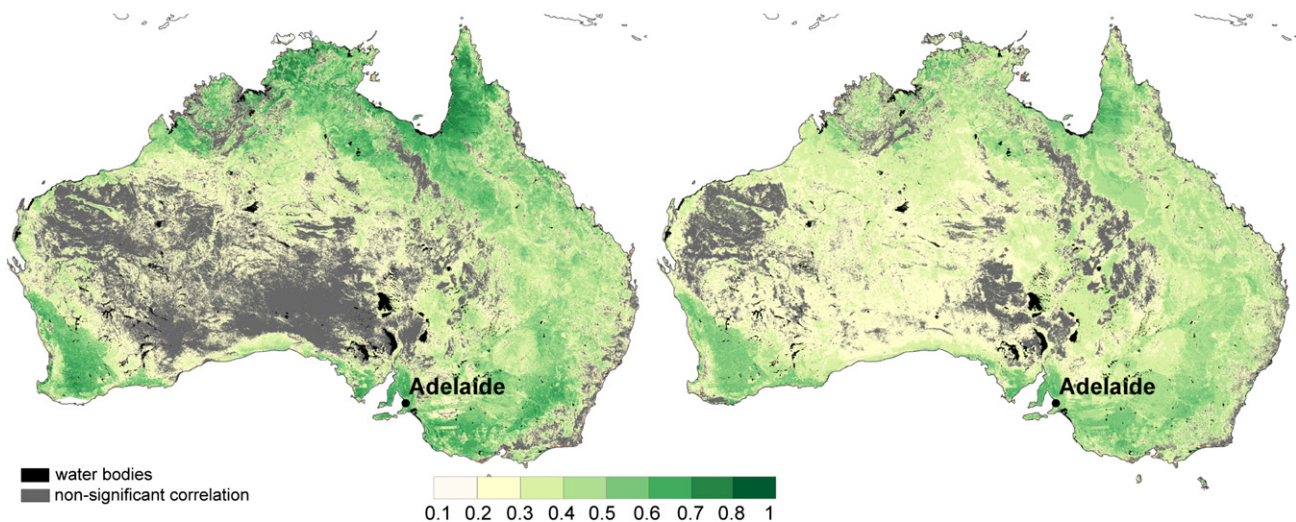 Adelaide
Adelaide
water bodies
non-significant correlation
0.1 0.2 0.3 0.4 0.5 0.6 0.7 0.8 1